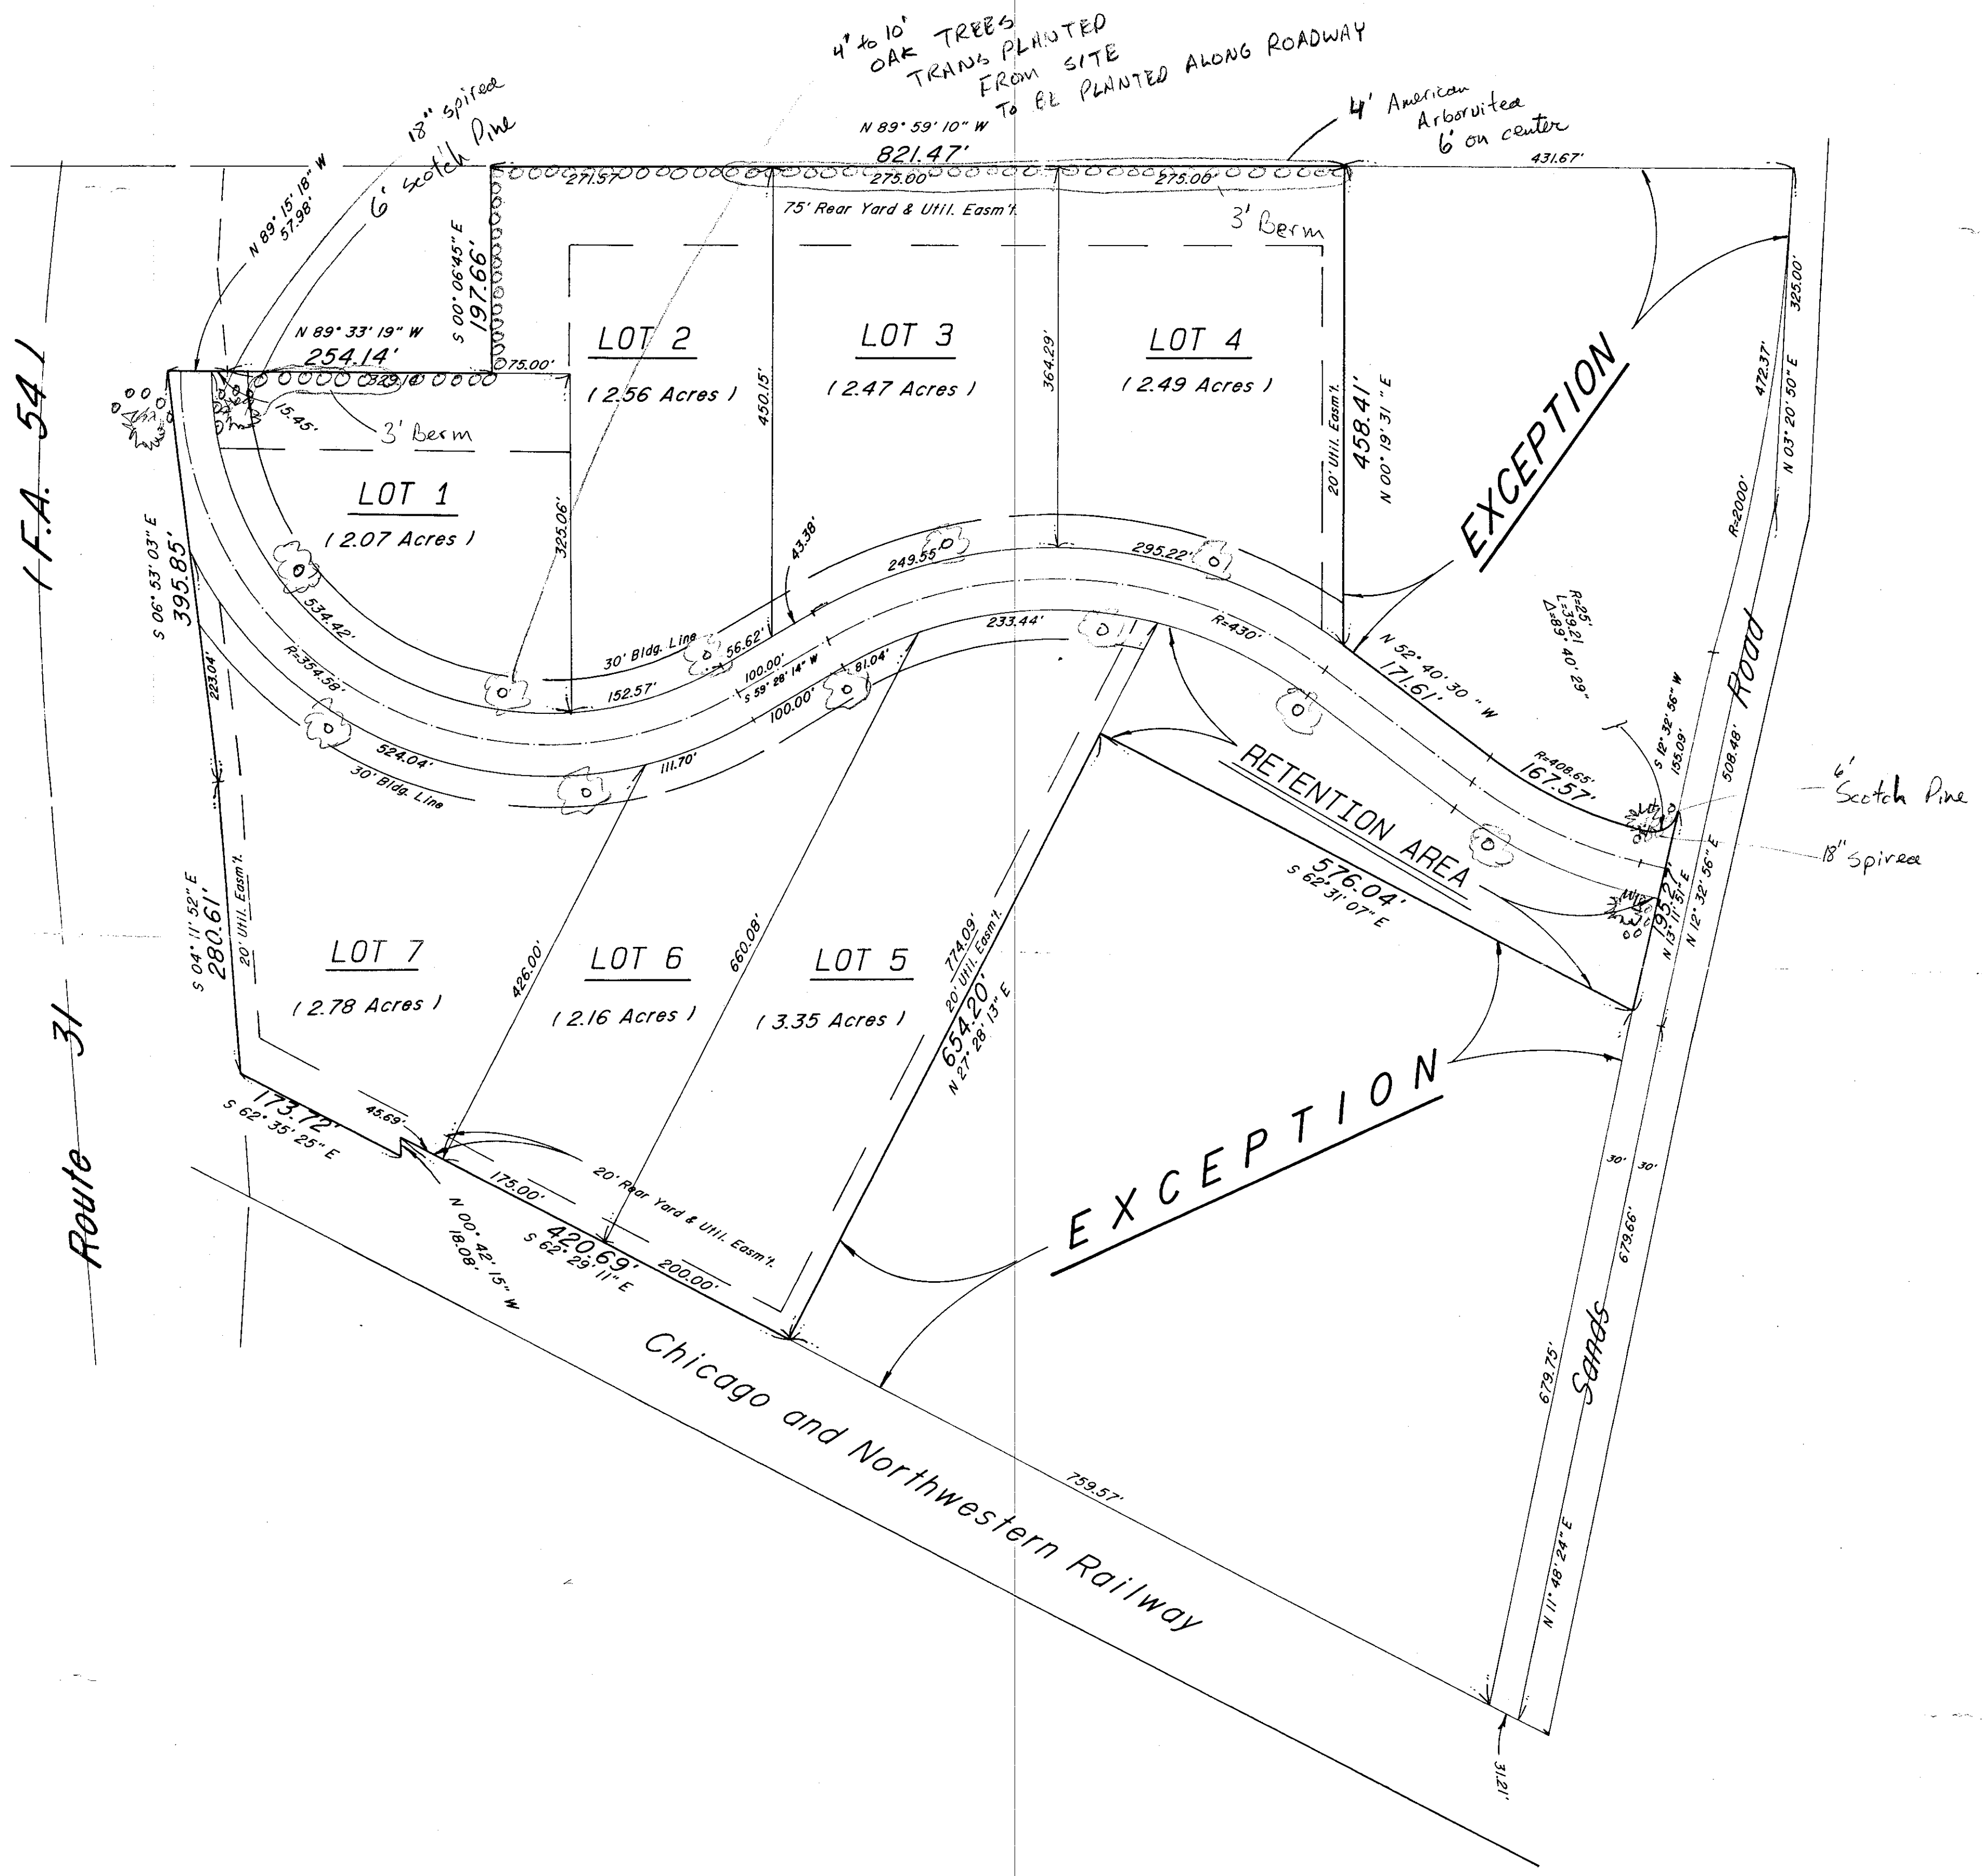 4' to 10'
OAK TREES
TRANSPLANTED
FROM SITE
TO BE PLANTED ALONG ROADWAY
18" spirea
6' scotch Pine
4' American
Arborvitea
6' on center
N 89° 59' 10" W
821.47'
431.67'
271.57'
275.00'
275.00'
75' Rear Yard & Util. Easm't.
3' Berm
N 89° 15' 18" W
57.98'
S 00° 06' 45" E
197.66'
N 89° 33' 19" W
254.14'
329.14'
75.00'
15.45'
3' Berm
LOT 1
( 2.07 Acres )
LOT 2
( 2.56 Acres )
LOT 3
( 2.47 Acres )
LOT 4
( 2.49 Acres )
325.06'
450.15'
364.29'
20' Util. Easm't.
458.41'
N 00° 19' 31" E
EXCEPTION
325.00'
472.37'
N 03° 20' 50" E
R=2000'
( F.A. 54 )
S 06° 53' 03" E
395.85'
223.04'
534.42'
R=354.58'
524.04'
30' Bldg. Line
30' Bldg. Line
152.57'
56.62'
43.38'
100.00'
S 59° 28' 14" W
100.00'
81.04'
111.70'
249.55'
295.22'
233.44'
R=430'
N 52° 40' 30" W
171.61'
R=25'
L=39.21
Δ=89° 40' 29"
R=408.65'
167.57'
S 12° 32' 56" W
155.09'
508.48'
Road
6'
Scotch Pine
18" Spirea
RETENTION AREA
576.04'
S 62° 31' 07" E
195.27'
N 13° 11' 51" E
N 12° 32' 56" E
S 04° 11' 52" E
280.61'
20' Util. Easm't.
LOT 7
( 2.78 Acres )
LOT 6
( 2.16 Acres )
LOT 5
( 3.35 Acres )
426.00'
660.08'
774.09'
20' Util. Easm't.
654.20'
N 27° 28' 13" E
EXCEPTION
Route 31
173.72'
S 62° 35' 25" E
45.69'
N 00° 42' 15" W
18.08'
175.00'
20' Rear Yard & Util. Easm't.
420.69'
S 62° 29' 11" E
200.00'
30' 30'
679.66'
679.75'
Sands
N 11° 48' 24" E
Chicago and Northwestern Railway
759.57'
31.21'